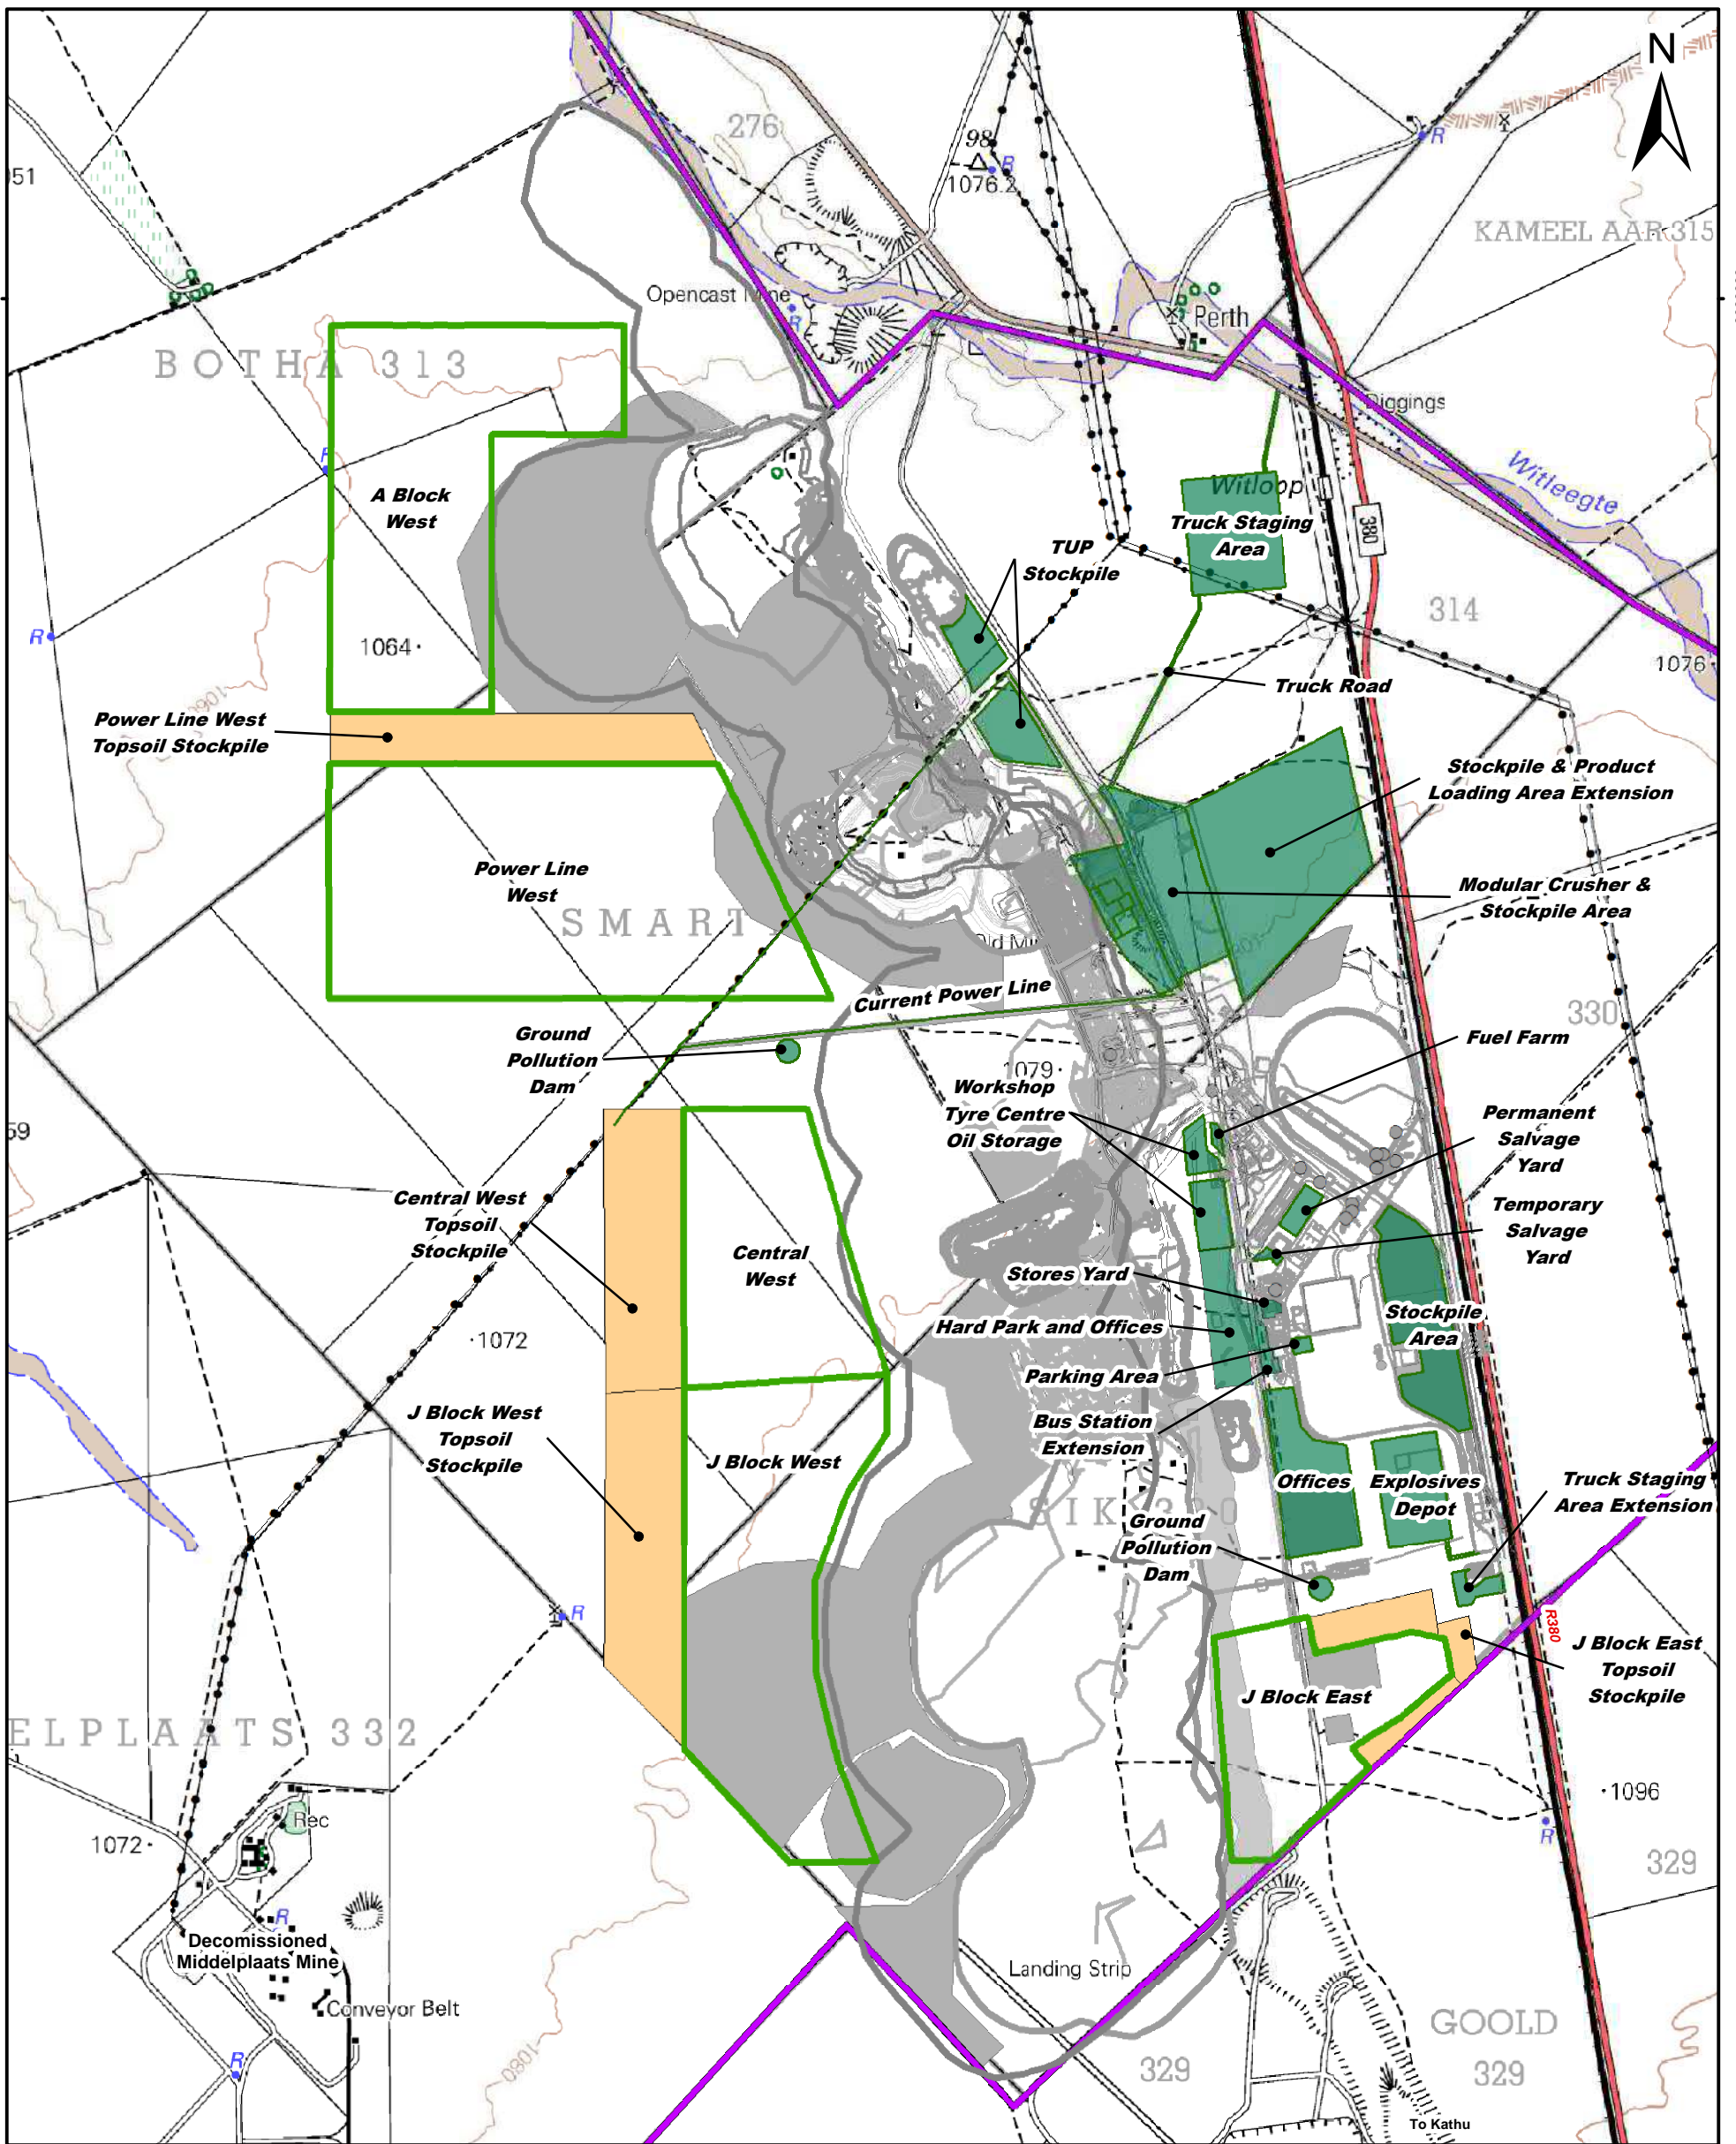 N
276
98
R
1076.2
R
051
KAMEEL AAR 315
Opencast Mine
R
Perth
BOTHA 313
Diggings
R
A Block
West
Witloop
Witleegte
380
Truck Staging
Area
TUP
Stockpile
314
R
1064
1076
Truck Road
1060
Power Line West
Topsoil Stockpile
Stockpile & Product
Loading Area Extension
Power Line
West
Modular Crusher &
Stockpile Area
SMART
Current Power Line
330
Ground
Pollution
Dam
Fuel Farm
1079
Workshop
Tyre Centre
Oil Storage
Permanent
Salvage
Yard
59
Central West
Topsoil
Stockpile
Temporary
Salvage
Yard
Central
West
Stores Yard
Hard Park and Offices
Stockpile
Area
1072
Parking Area
J Block West
Topsoil
Stockpile
Bus Station
Extension
J Block West
Offices
Explosives
Depot
Truck Staging
Area Extension
Ground
Pollution
Dam
R
R380
J Block East
Topsoil
Stockpile
J Block East
ELPLAATS 332
1096
Rec
1072
R
329
R
Decomissioned
Middelplaats Mine
Landing Strip
Conveyor Belt
GOOLD
1080
R
329
329
To Kathu